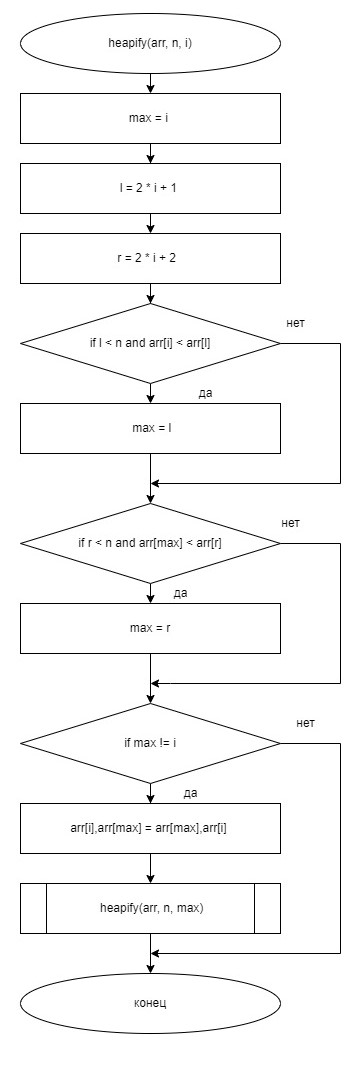 heapify(arr, n, i)
max = i
l = 2 * i + 1
r = 2 * i + 2
if l < n and arr[i] < arr[l]
нет
да
max = l
if r < n and arr[max] < arr[r]
нет
да
max = r
if max != i
нет
да
arr[i],arr[max] = arr[max],arr[i]
heapify(arr, n, max)
конец